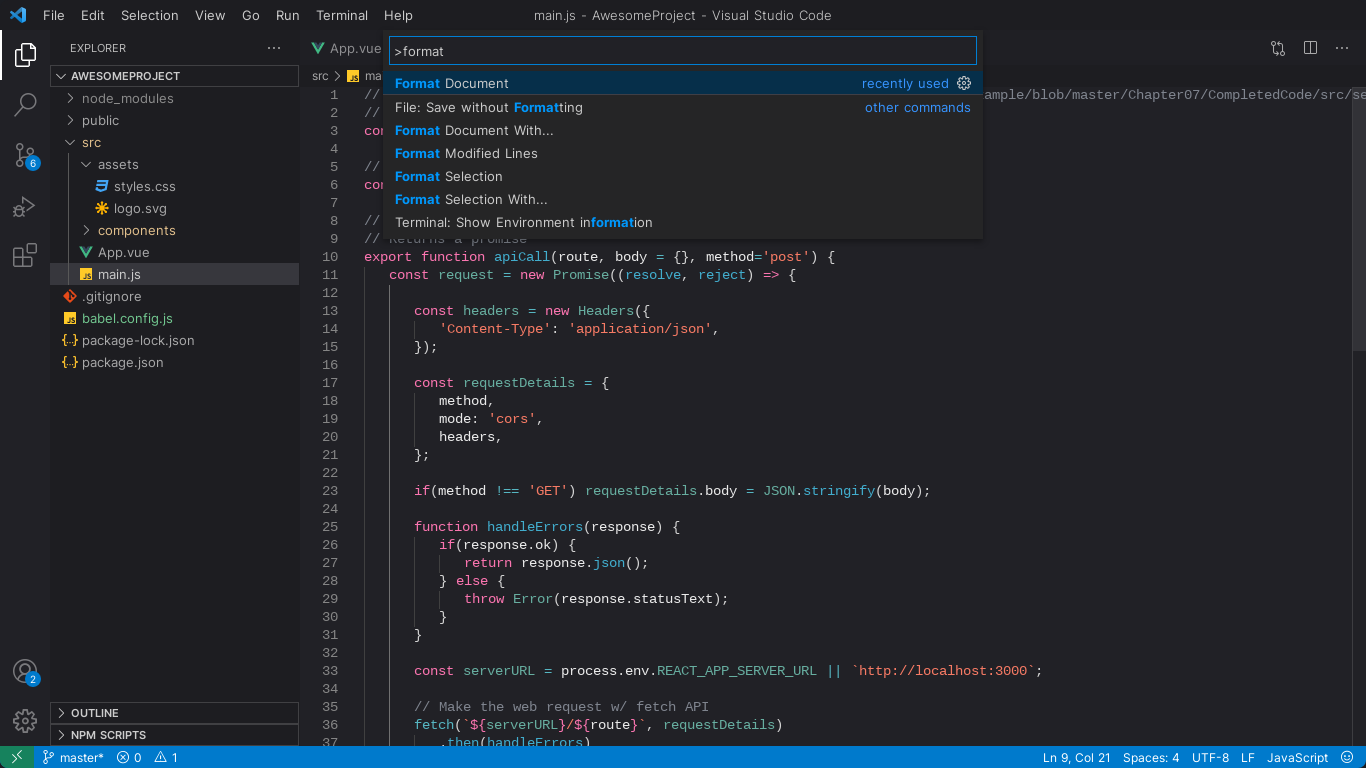 File Edit Selection View Go Run Terminal Help
main.js - AwesomeProject - Visual Studio Code
EXPLORER
AWESOMEPROJECT
node_modules
public
src
assets
styles.css
logo.svg
components
App.vue
main.js
.gitignore
babel.config.js
package-lock.json
package.json
OUTLINE
NPM SCRIPTS
6
2
App.vue
>format
Format Document recently used
File: Save without Formatting other commands
Format Document With...
Format Modified Lines
Format Selection
Format Selection With...
Terminal: Show Environment information
src
1 // ample/blob/master/Chapter07/CompletedCode/src/se
2 //
3
4
5 //
6
7
8 //
9 // Returns a promise
10 export function apiCall(route, body = {}, method='post') {
11 const request = new Promise((resolve, reject) => {
12
13 const headers = new Headers({
14 'Content-Type': 'application/json',
15 });
16
17 const requestDetails = {
18 method,
19 mode: 'cors',
20 headers,
21 };
22
23 if(method !== 'GET') requestDetails.body = JSON.stringify(body);
24
25 function handleErrors(response) {
26 if(response.ok) {
27 return response.json();
28 } else {
29 throw Error(response.statusText);
30 }
31 }
32
33 const serverURL = process.env.REACT_APP_SERVER_URL || `http://localhost:3000`;
34
35 // Make the web request w/ fetch API
36 fetch(`${serverURL}/${route}`, requestDetails)
37 .then(handleErrors)
master* 0 1
Ln 9, Col 21 Spaces: 4 UTF-8 LF JavaScript